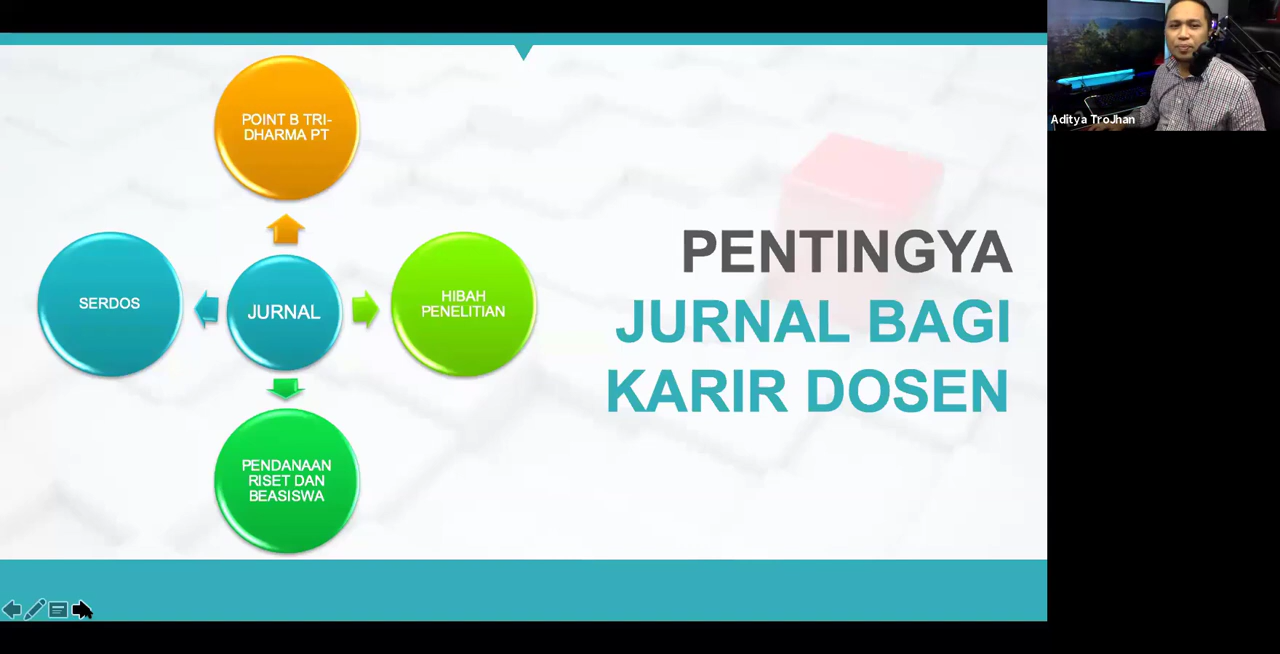 POINT B TRI-
DHARMA PT
SERDOS
JURNAL
HIBAH
PENELITIAN
PENDANAAN
RISET DAN
BEASISWA
PENTINGYA
JURNAL BAGI
KARIR DOSEN
Aditya TroJhan